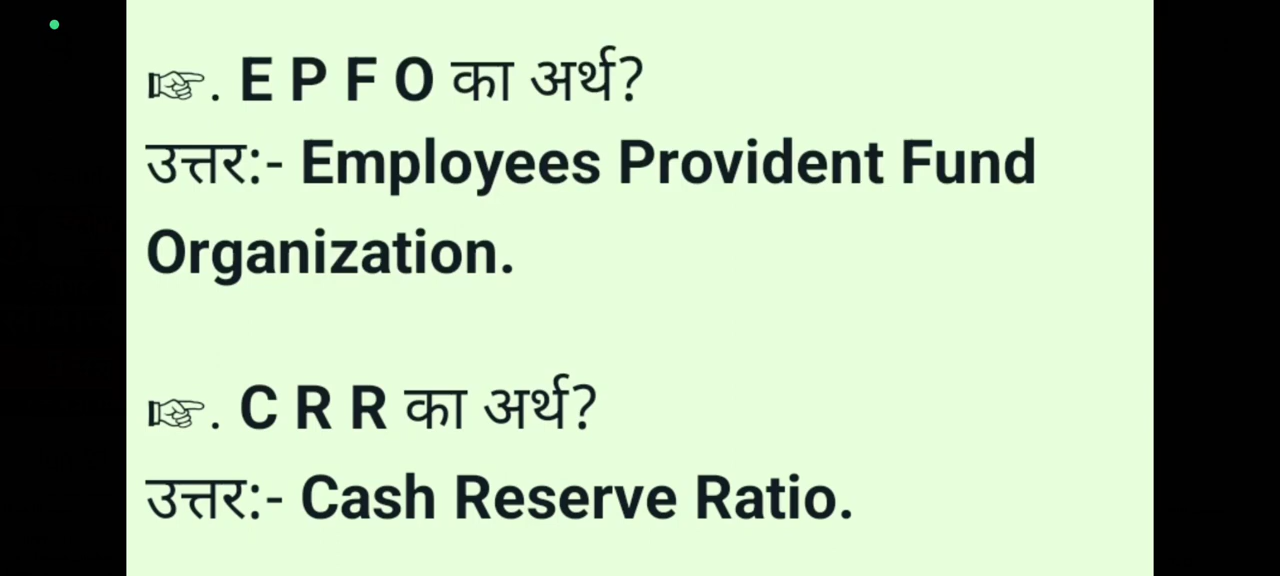 ☞. E P F O का अर्थ?
उत्तर:- Employees Provident Fund
Organization.
☞. C R R का अर्थ?
उत्तर:- Cash Reserve Ratio.